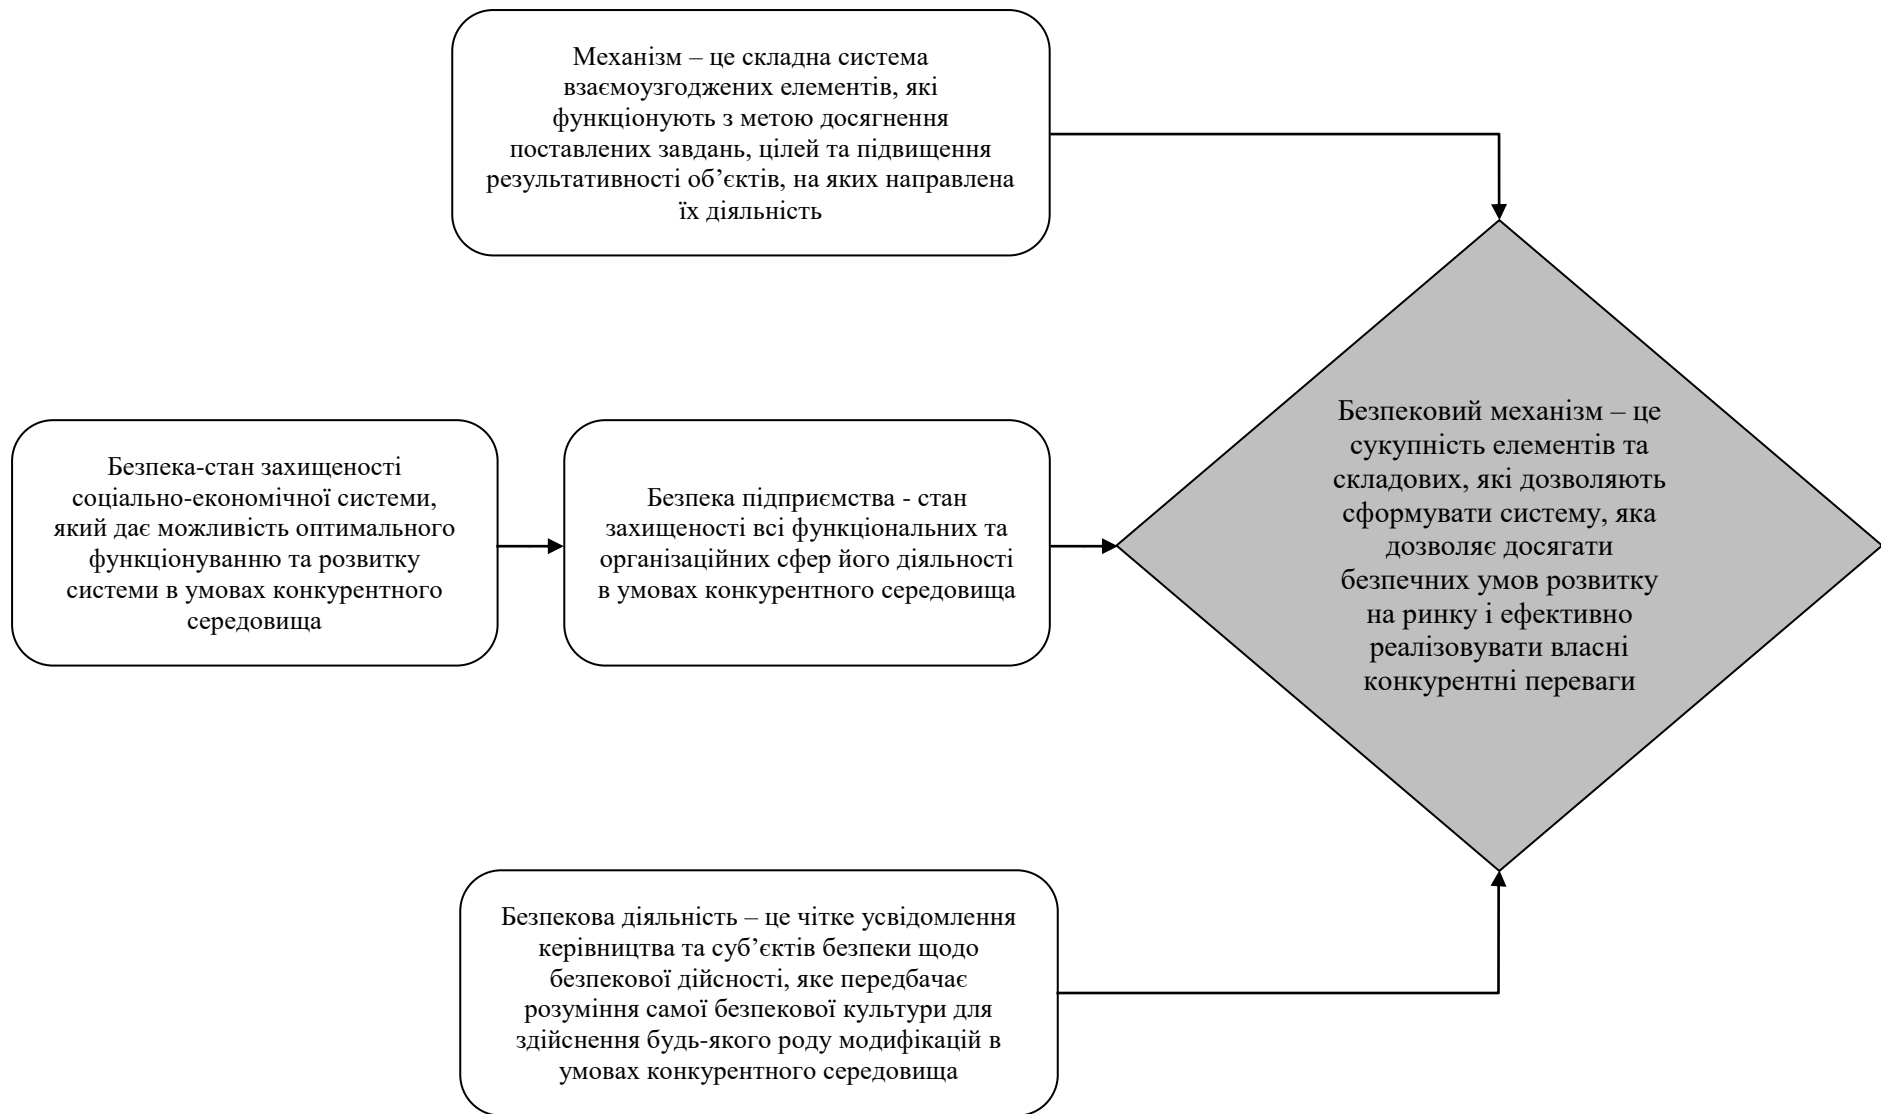 Механізм – це складна система
взаємоузгоджених елементів, які
функціонують з метою досягнення
поставлених завдань, цілей та підвищення
результативності об’єктів, на яких направлена
їх діяльність
Безпека-стан захищеності
соціально-економічної системи,
який дає можливість оптимального
функціонуванню та розвитку
системи в умовах конкурентного
середовища
Безпека підприємства - стан
захищеності всі функціональних та
організаційних сфер його діяльності
в умовах конкурентного середовища
Безпековий механізм – це
сукупність елементів та
складових, які дозволяють
сформувати систему, яка
дозволяє досягати
безпечних умов розвитку
на ринку і ефективно
реалізовувати власні
конкурентні переваги
Безпекова діяльність – це чітке усвідомлення
керівництва та суб’єктів безпеки щодо
безпекової дійсності, яке передбачає
розуміння самої безпекової культури для
здійснення будь-якого роду модифікацій в
умовах конкурентного середовища